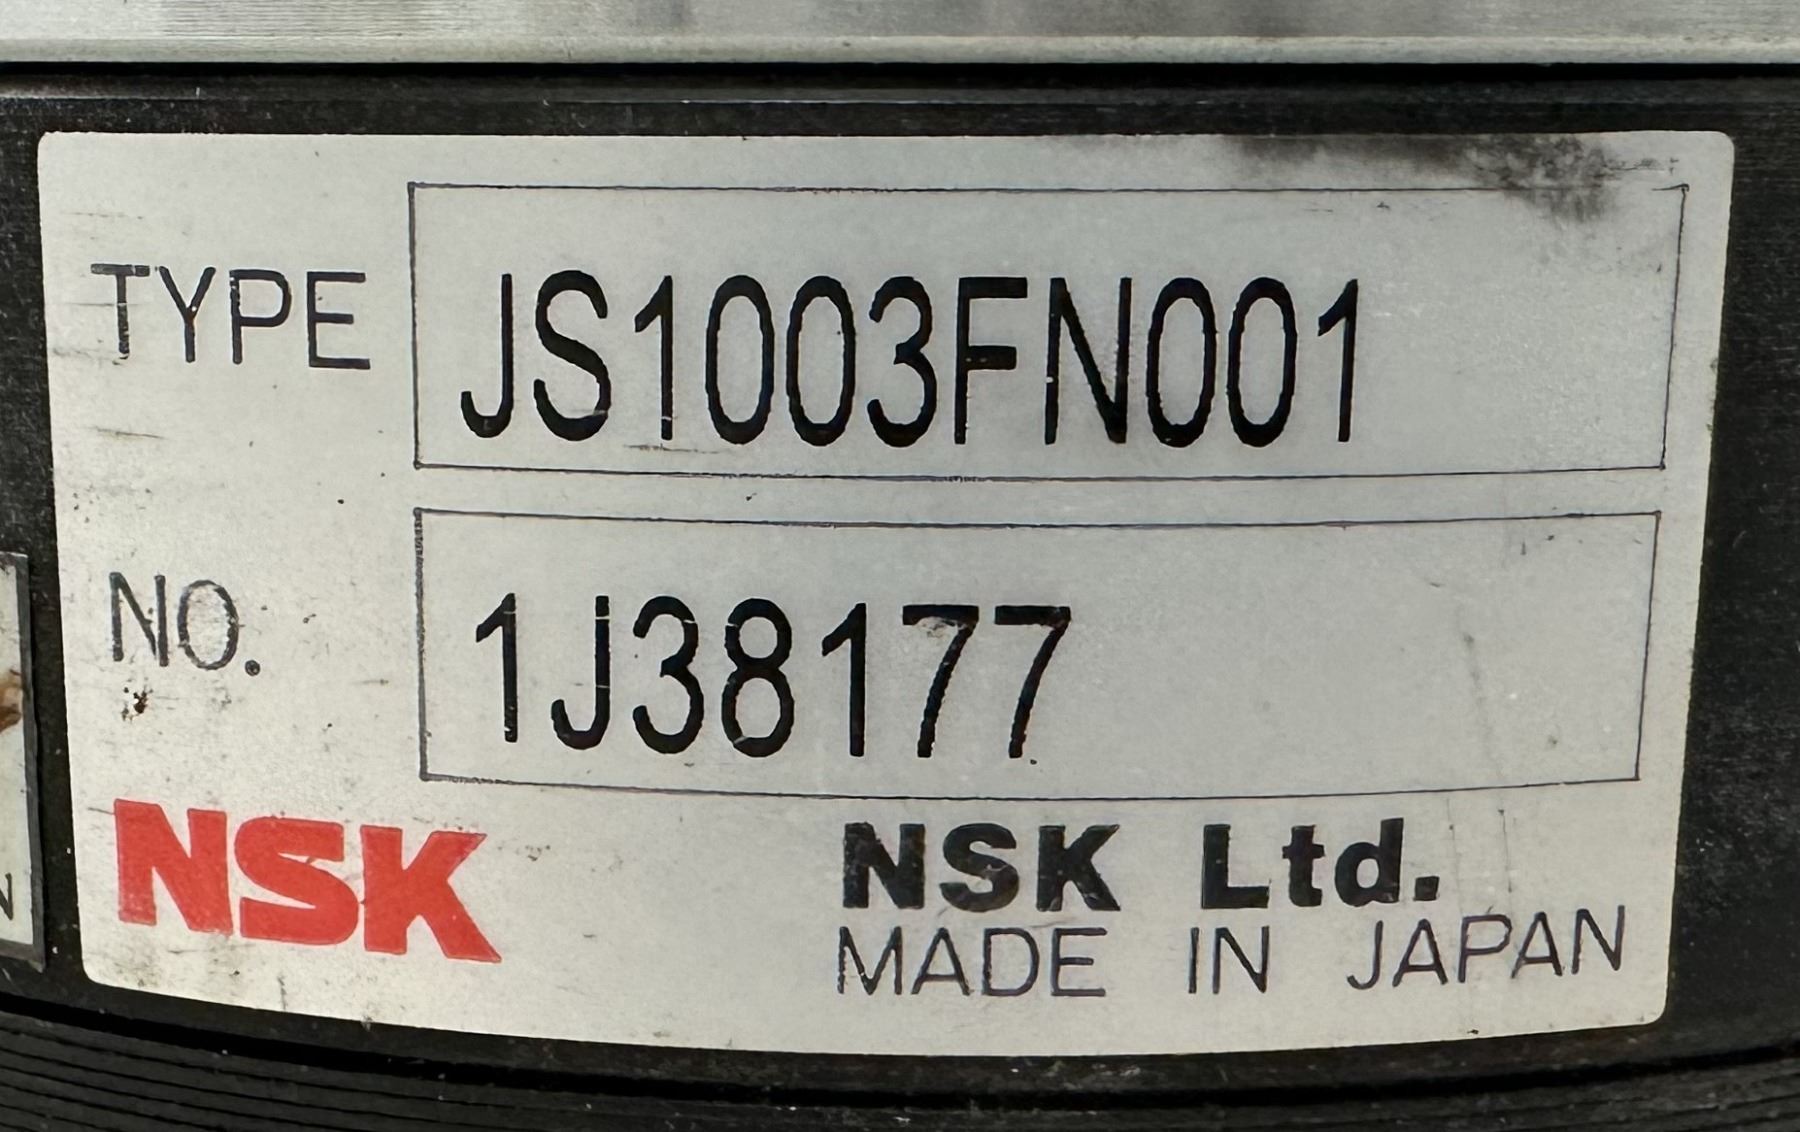 TYPE JS1003FN001
NO. 1J38177
NSK NSK Ltd.
MADE IN JAPAN
N